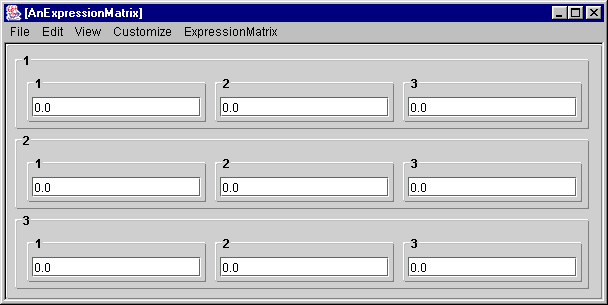 [AnExpressionMatrix]
File Edit View Customize ExpressionMatrix
1
1 2 3
0.0 0.0 0.0
2
1 2 3
0.0 0.0 0.0
3
1 2 3
0.0 0.0 0.0